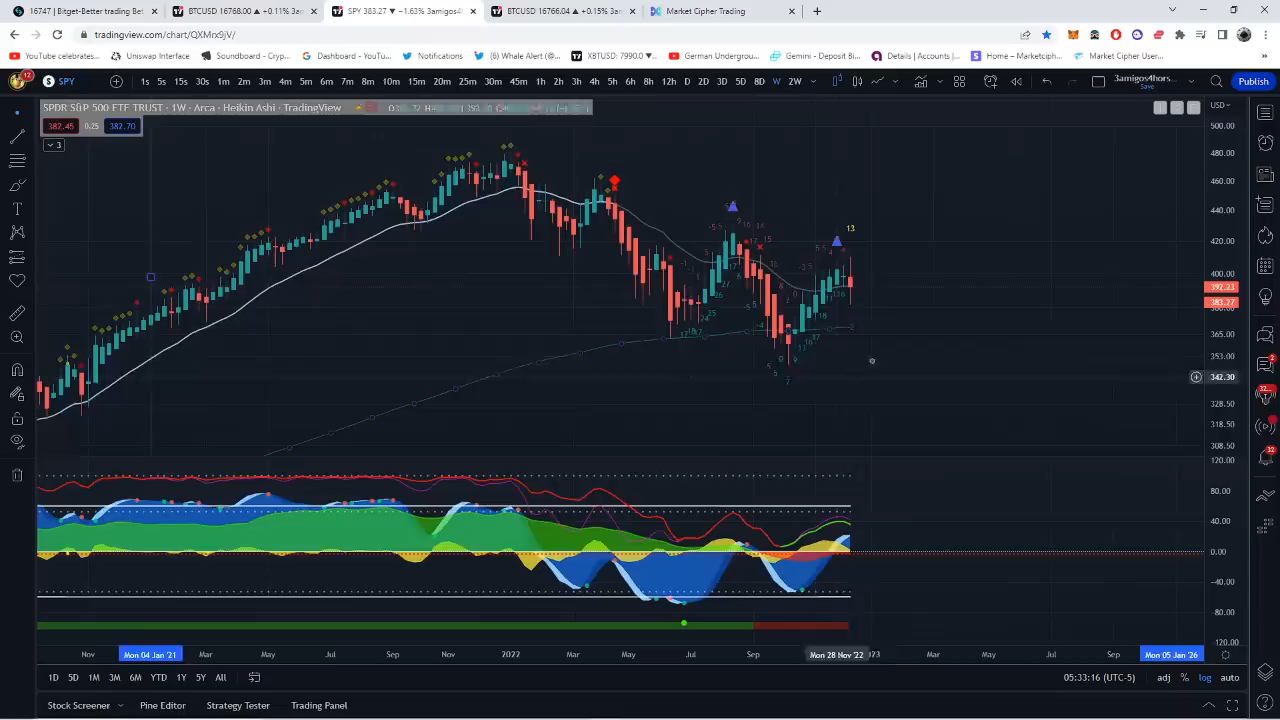 16747 | Bitget-Better trading Bet
BTCUSD 16768.00 ▲ +0.11% 3Amig
SPY 383.27 ▼ −1.63% 3amigos4l
BTCUSD 16766.04 ▲ +0.15% 3amig
Market Cipher Trading
tradingview.com/chart/QXMrx9jV/
YouTube celebrates...
Uniswap Interface
Soundboard - Cryp...
Dashboard - YouTu...
Notifications
(4) Whale Alert (@w...
XBTUSD: 7990.0 ▼...
German Undergrou...
Gemini - Deposit W...
Details | Accounts |...
Home – Marketciph...
Market Cipher User...
12
SPY
1s 5s 15s 30s 1m 2m 3m 4m 5m 6m 7m 8m 10m 15m 20m 25m 30m 45m 1h 2h 3h 4h 5h 6h 8h 12h D 2D 3D 5D 8D W 2W
3amigos4hors...
Save
Publish
SPDR S&P 500 ETF TRUST · 1W · Arca · Heikin Ashi · TradingView
382.45 0.25 382.70
3
USD
500.00
480.00
460.00
440.00
420.00
400.00
392.23
383.27
365.00
353.00
342.30
328.50
318.50
308.50
13
120.00
80.00
40.00
0.00
−40.00
−80.00
−120.00
Nov
Mon 04 Jan '21
Mar
May
Jul
Sep
Nov
2022
Mar
May
Jul
Sep
Mon 28 Nov '22
Mar
May
Jul
Sep
Mon 05 Jan '26
1D 5D 1M 3M 6M YTD 1Y 5Y All
05:33:16 (UTC-5)
adj % log auto
Stock Screener
Pine Editor
Strategy Tester
Trading Panel